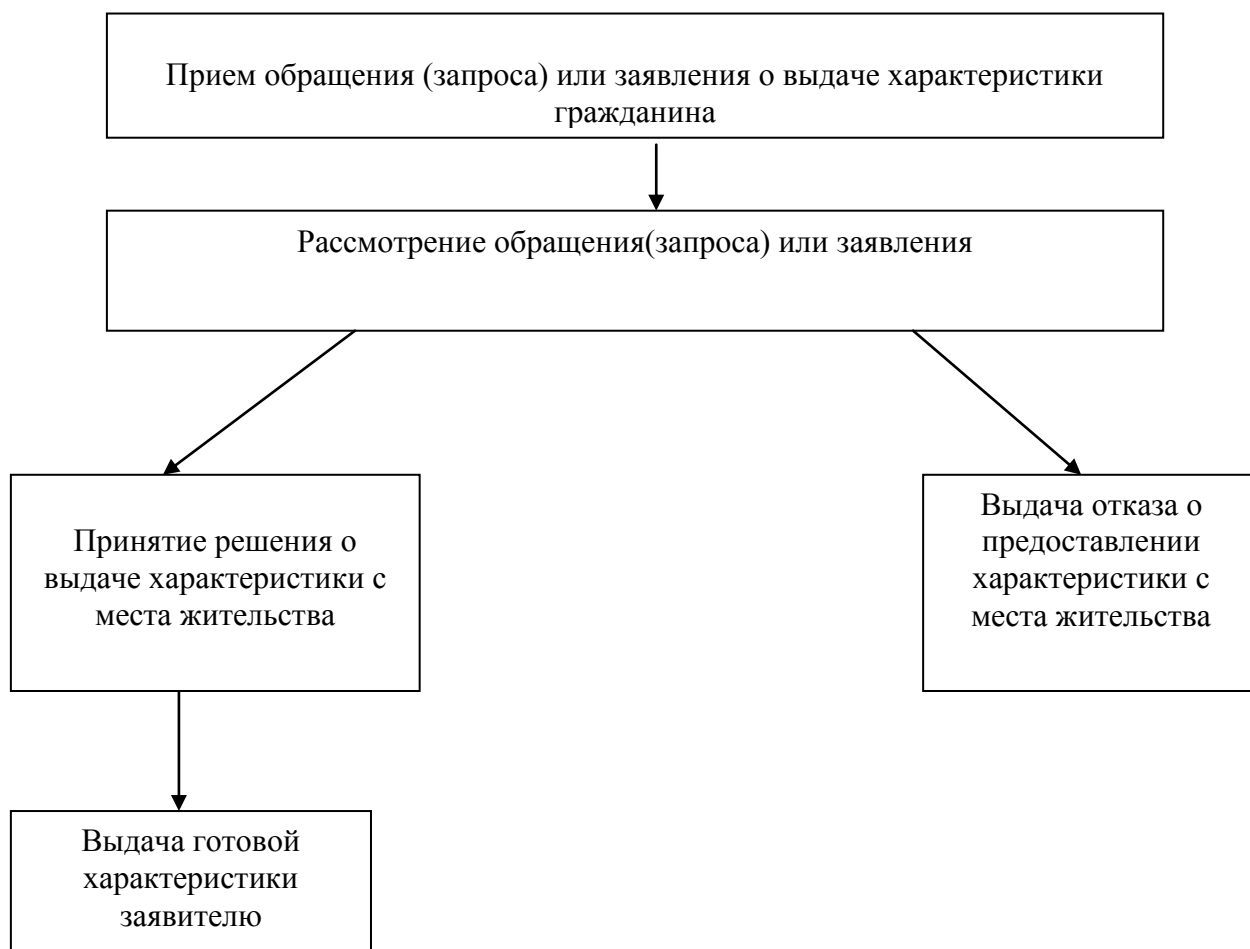 Прием обращения (запроса) или заявления о выдаче характеристики
гражданина
Рассмотрение обращения(запроса) или заявления
Принятие решения о
выдаче характеристики с
места жительства
Выдача отказа о
предоставлении
характеристики с
места жительства
Выдача готовой
характеристики
заявителю